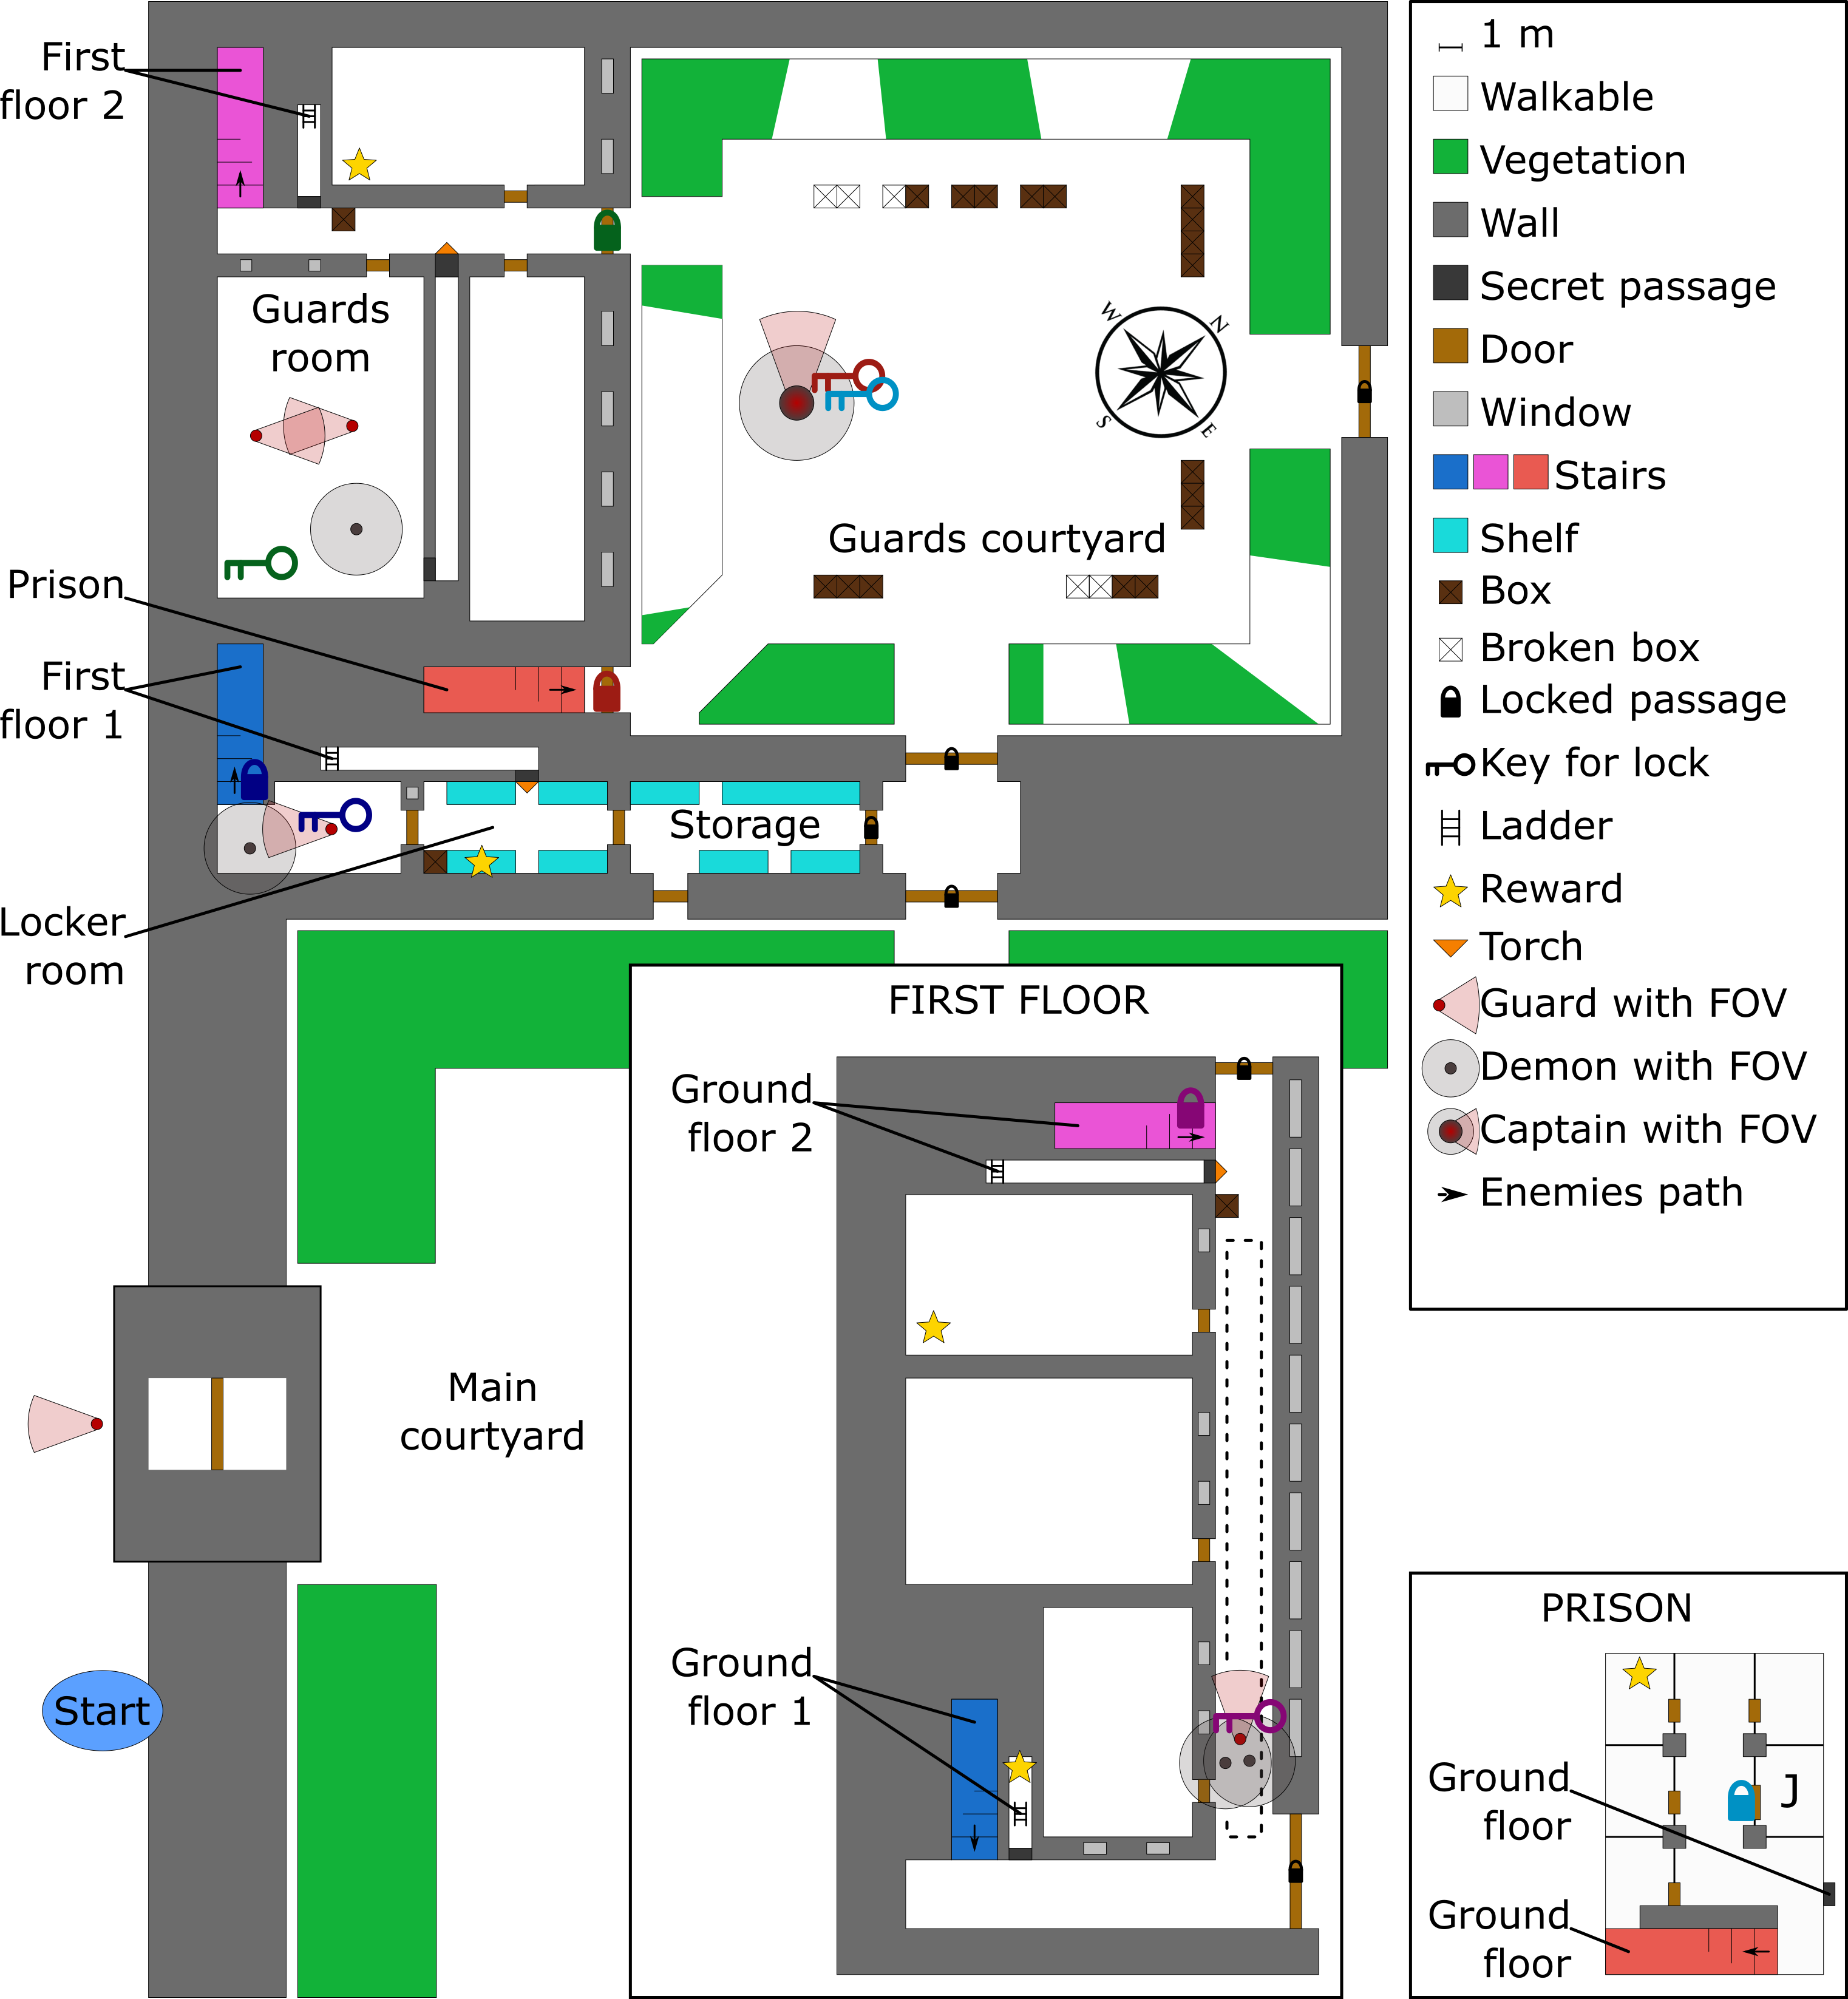 First
floor 2
Guards
room
W
N
S
E
Guards courtyard
Prison
First
floor 1
Storage
Locker
room
Main
courtyard
Start
FIRST FLOOR
Ground
floor 2
Ground
floor 1
1 m
Walkable
Vegetation
Wall
Secret passage
Door
Window
Stairs
Shelf
Box
Broken box
Locked passage
Key for lock
Ladder
Reward
Torch
Guard with FOV
Demon with FOV
Captain with FOV
Enemies path
PRISON
J
Ground
floor
Ground
floor